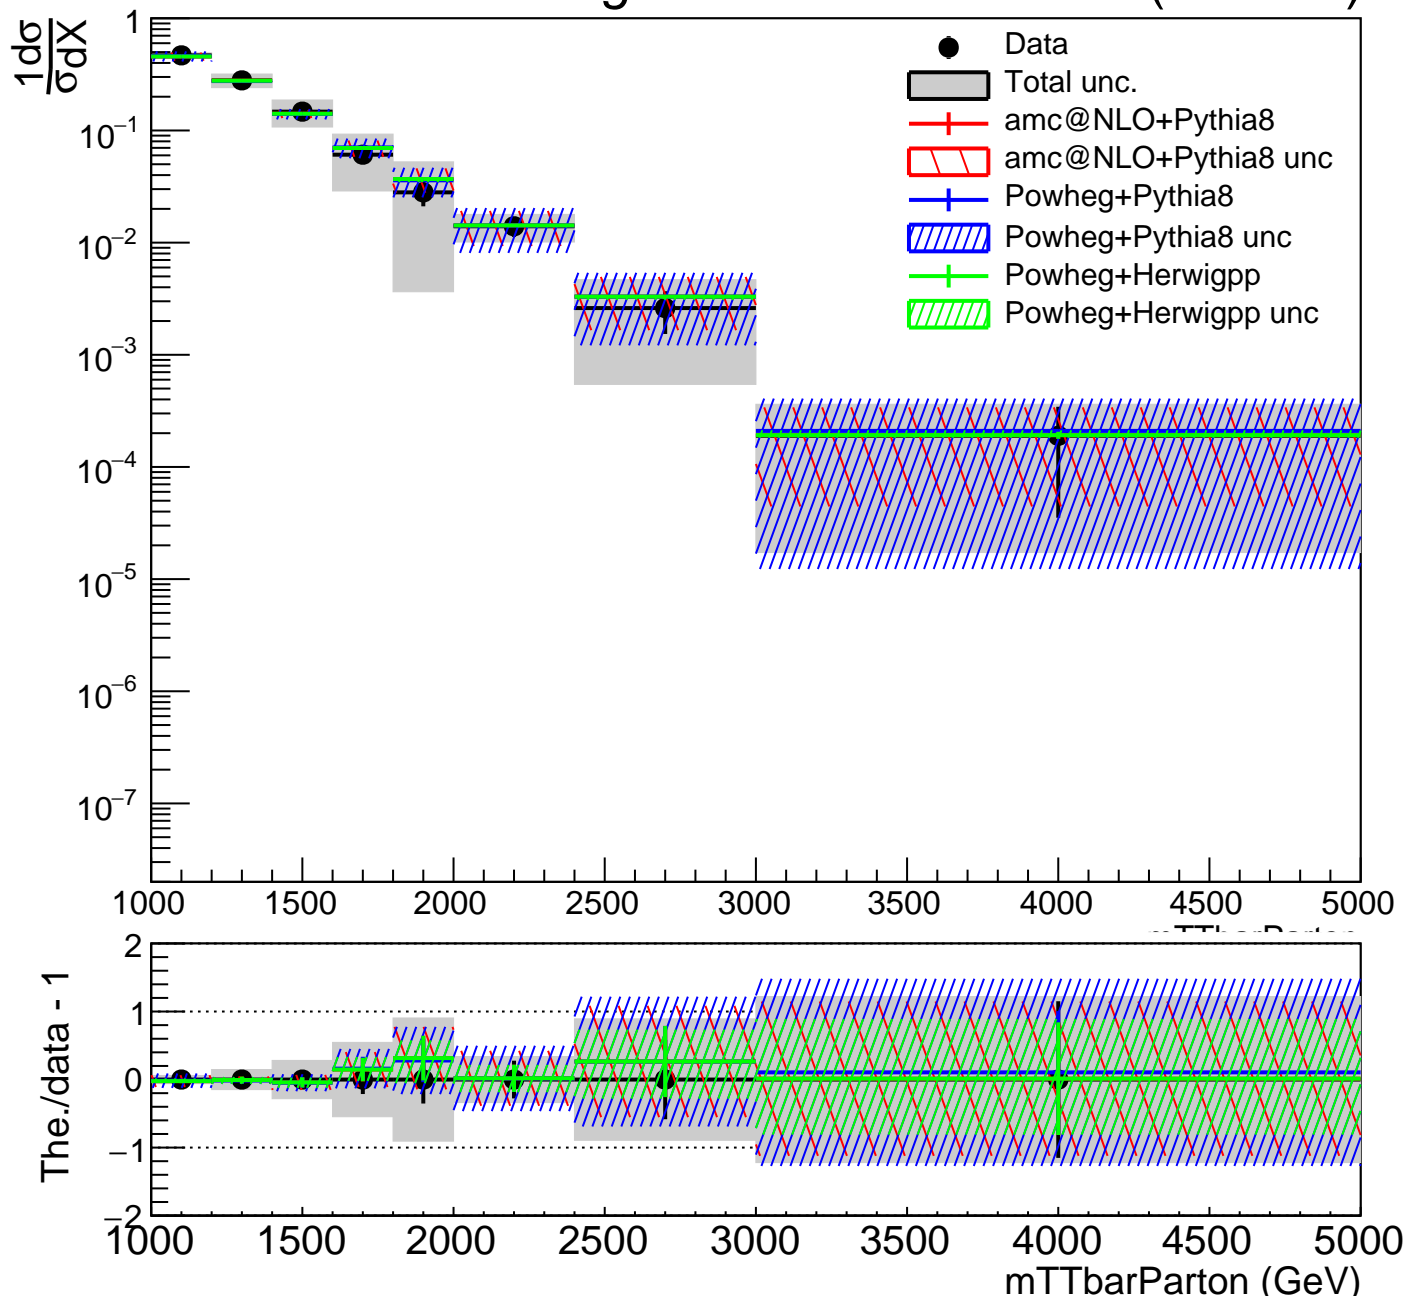 g (
1dσ
σdX
Data
Total unc.
amc@NLO+Pythia8
amc@NLO+Pythia8 unc
Powheg+Pythia8
Powheg+Pythia8 unc
Powheg+Herwigpp
Powheg+Herwigpp unc
1
10⁻¹
10⁻²
10⁻³
10⁻⁴
10⁻⁵
10⁻⁶
10⁻⁷
1000 1500 2000 2500 3000 3500 4000 4500 5000
mTTbarParton
The./data - 1
2
1
0
−1
−2
1000 1500 2000 2500 3000 3500 4000 4500 5000
mTTbarParton (GeV)